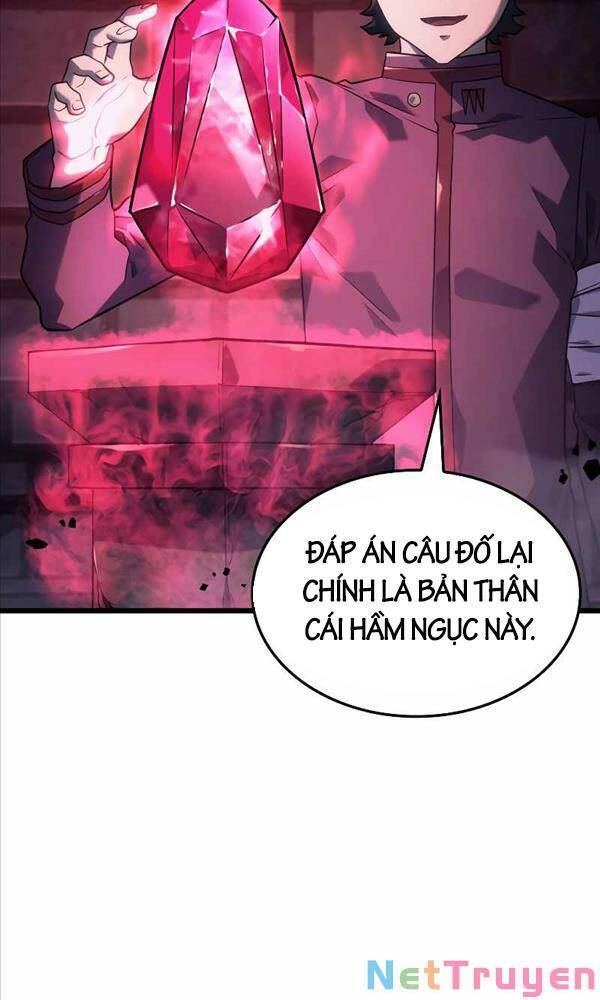 ĐÁP ÁN CÂU ĐỐ LẠI
CHÍNH LÀ BẢN THÂN
CÁI HẦM NGỤC NÀY.
NetTruyen